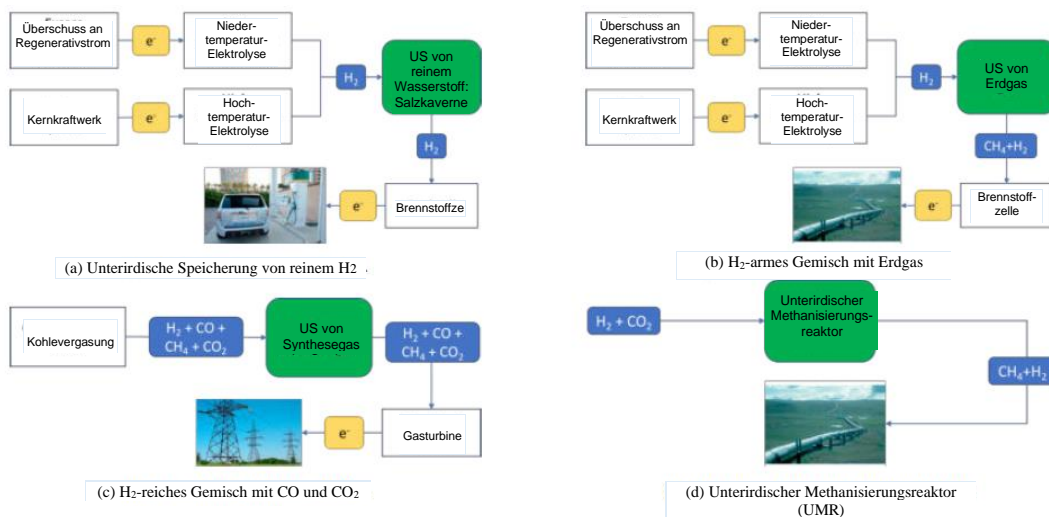 Überschuss an
Regenerativstrom
e-
Nieder-
temperatur-
Elektrolyse
Kernkraftwerk
e-
Hoch-
temperatur-
Elektrolyse
H2
US von
reinem
Wasserstoff:
Salzkaverne
H2
Brennstoffze
e-
(a) Unterirdische Speicherung von reinem H2
Überschuss an
Regenerativstrom
e-
Nieder-
temperatur-
Elektrolyse
Kernkraftwerk
e-
Hoch-
temperatur-
Elektrolyse
H2
US von
Erdgas
CH4+H2
Brennstoff-
zelle
e-
(b) H2-armes Gemisch mit Erdgas
Kohlevergasung
H2 + CO +
CH4 + CO2
US von
Synthesegas
H2 + CO +
CH4 + CO2
Gasturbine
e-
(c) H2-reiches Gemisch mit CO und CO2
H2 + CO2
Unterirdischer
Methanisierungs-
reaktor
CH4+H2
(d) Unterirdischer Methanisierungsreaktor
(UMR)